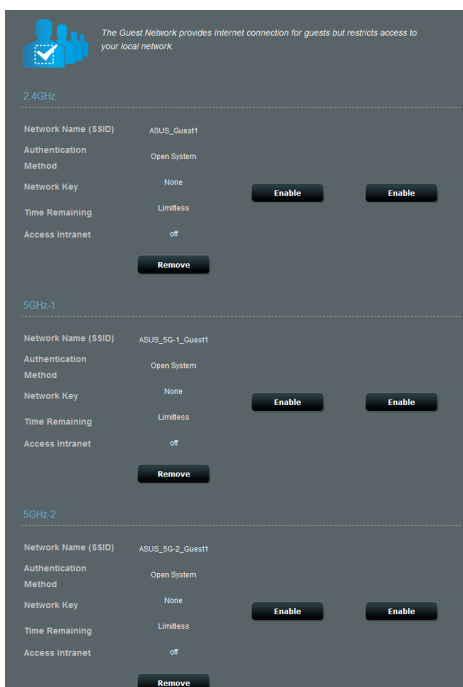 The Guest Network provides Internet connection for guests but restricts access to
your local network.
2.4GHz
Network Name (SSID) ASUS_Guest1
Authentication
Method Open System
Network Key None
Enable Enable
Time Remaining Limitless
Access Intranet off
Remove
5GHz-1
Network Name (SSID) ASUS_5G-1_Guest1
Authentication
Method Open System
Network Key None
Enable Enable
Time Remaining Limitless
Access Intranet off
Remove
5GHz-2
Network Name (SSID) ASUS_5G-2_Guest1
Authentication
Method Open System
Network Key None
Enable Enable
Time Remaining Limitless
Access Intranet off
Remove